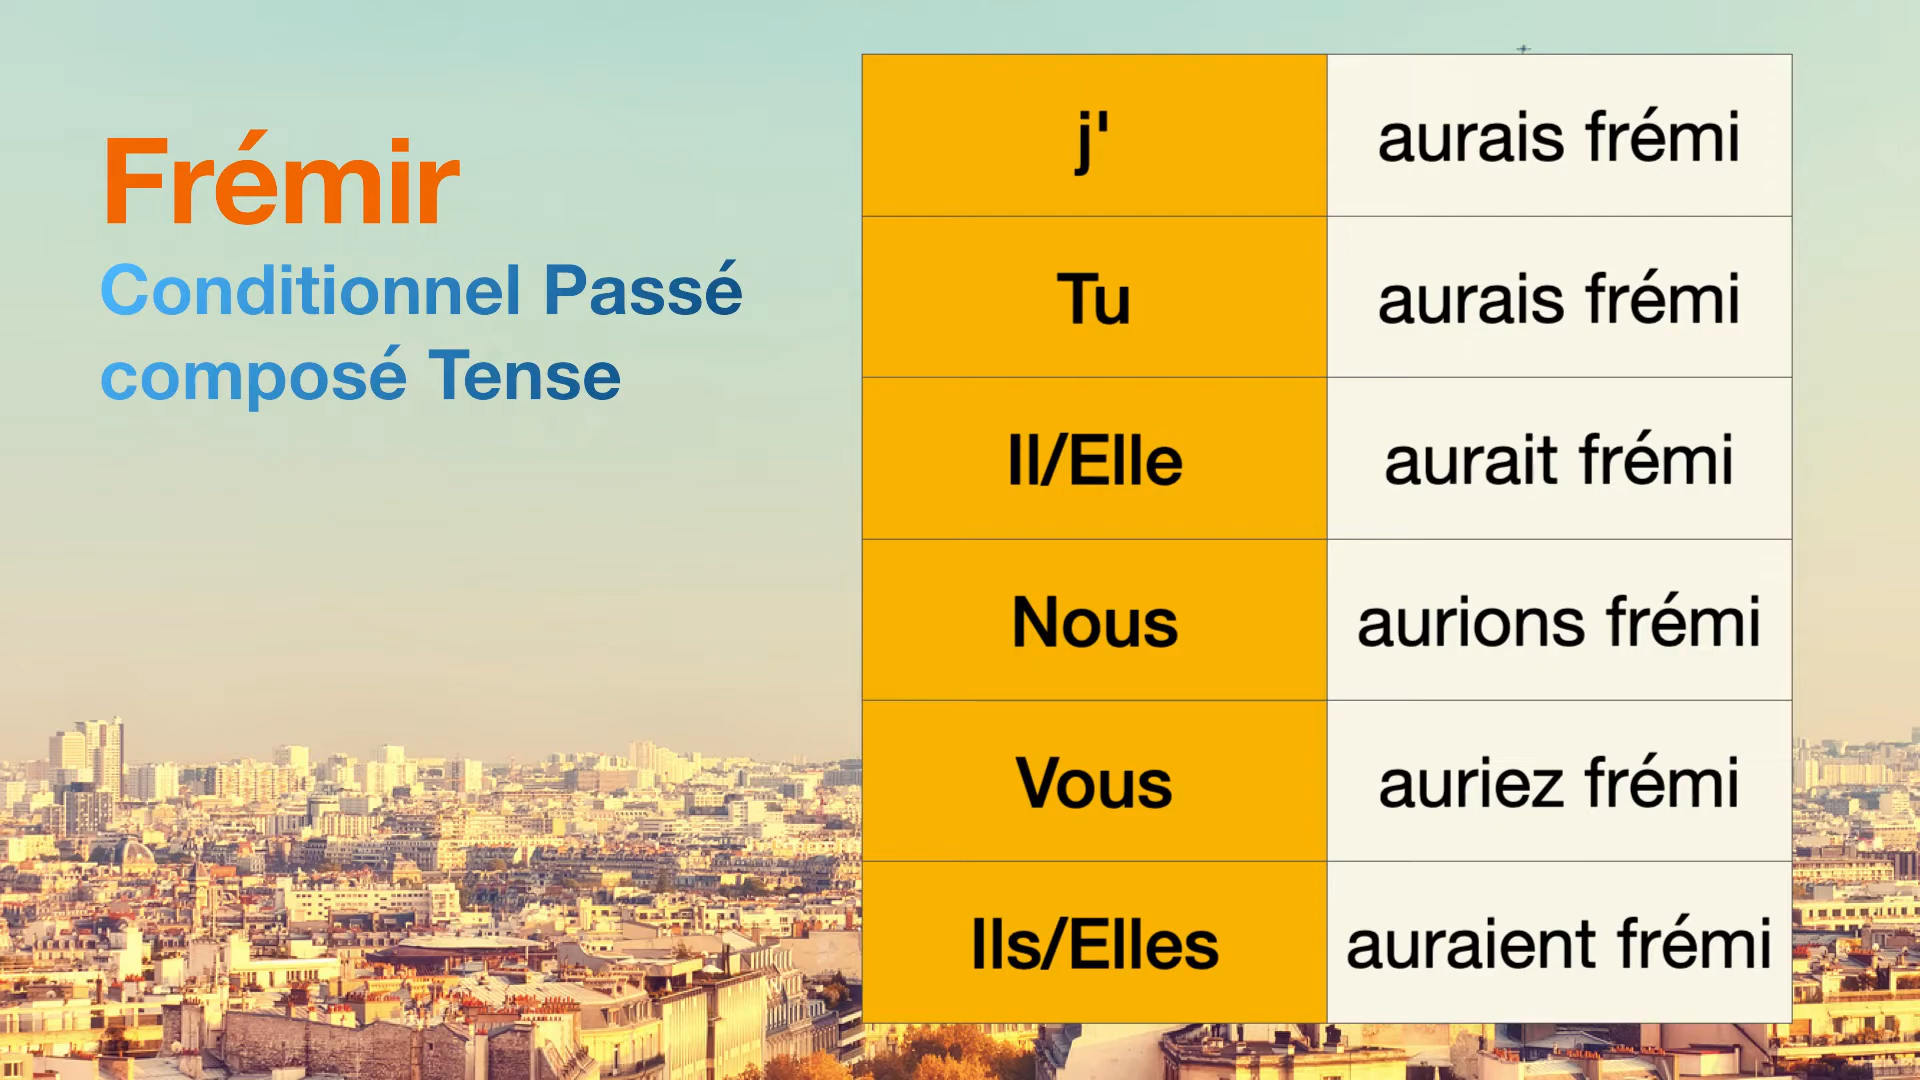 Frémir
Conditionnel Passé
composé Tense
j' aurais frémi
Tu aurais frémi
Il/Elle aurait frémi
Nous aurions frémi
Vous auriez frémi
Ils/Elles auraient frémi